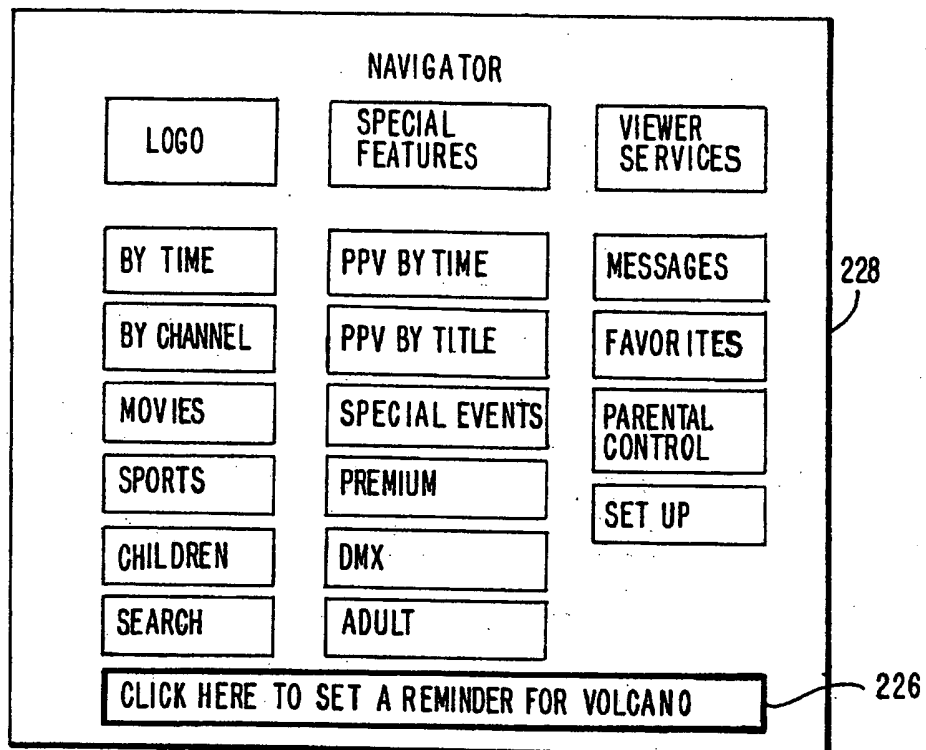 NAVIGATOR
LOGO
SPECIAL
FEATURES
VIEWER
SERVICES
BY TIME
PPV BY TIME
MESSAGES
BY CHANNEL
PPV BY TITLE
FAVORITES
MOVIES
SPECIAL EVENTS
PARENTAL
CONTROL
SPORTS
PREMIUM
SET UP
CHILDREN
DMX
SEARCH
ADULT
CLICK HERE TO SET A REMINDER FOR VOLCANO
228
226